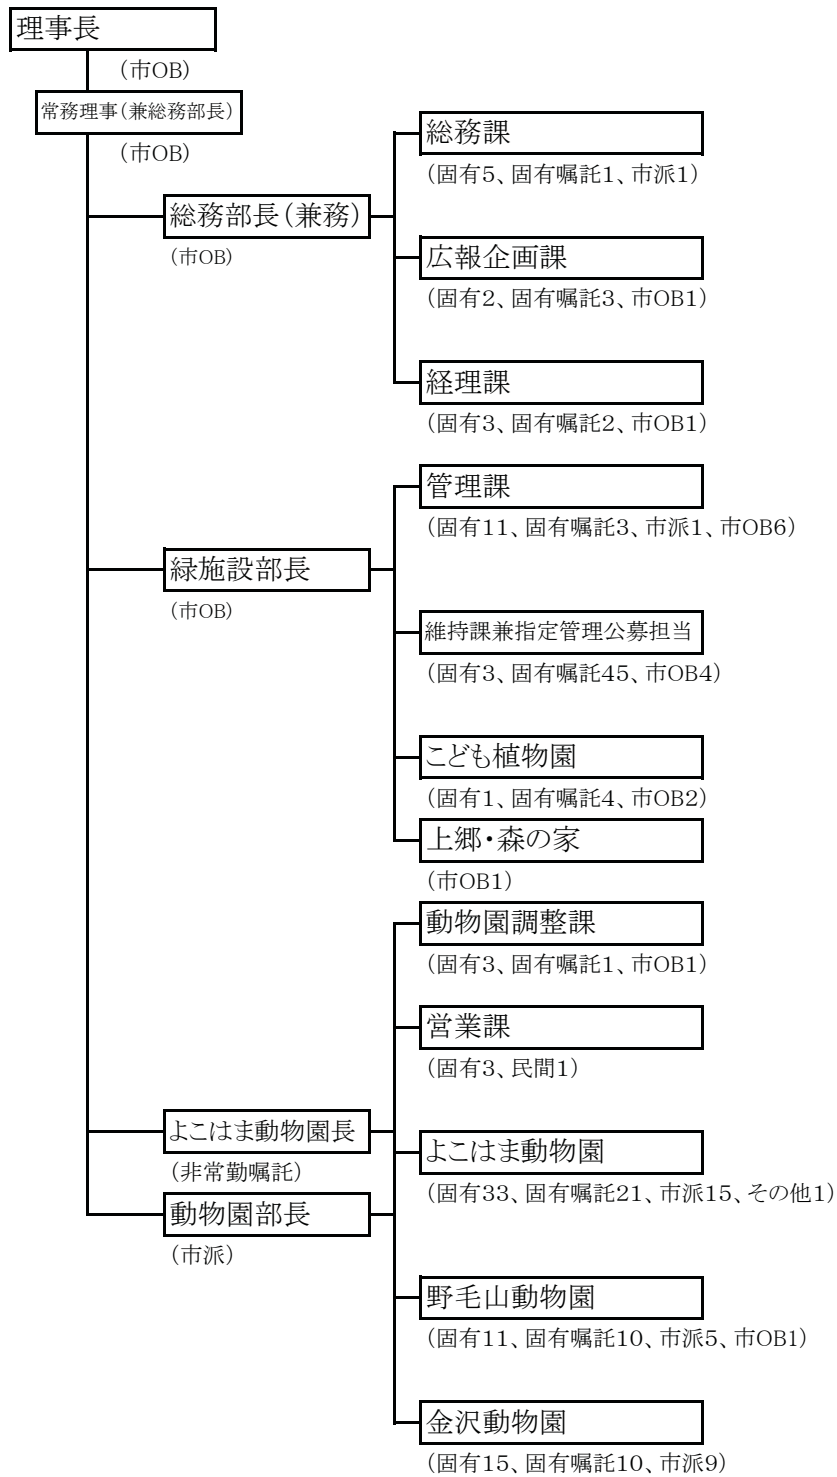 理事長
(市OB)
常務理事(兼総務部長)
(市OB)
総務部長(兼務)
(市OB)
総務課
(固有5、固有嘱託1、市派1)
広報企画課
(固有2、固有嘱託3、市OB1)
経理課
(固有3、固有嘱託2、市OB1)
緑施設部長
(市OB)
管理課
(固有11、固有嘱託3、市派1、市OB6)
維持課兼指定管理公募担当
(固有3、固有嘱託45、市OB4)
こども植物園
(固有1、固有嘱託4、市OB2)
上郷・森の家
(市OB1)
よこはま動物園長
(非常勤嘱託)
動物園部長
(市派)
動物園調整課
(固有3、固有嘱託1、市OB1)
営業課
(固有3、民間1)
よこはま動物園
(固有33、固有嘱託21、市派15、その他1)
野毛山動物園
(固有11、固有嘱託10、市派5、市OB1)
金沢動物園
(固有15、固有嘱託10、市派9)